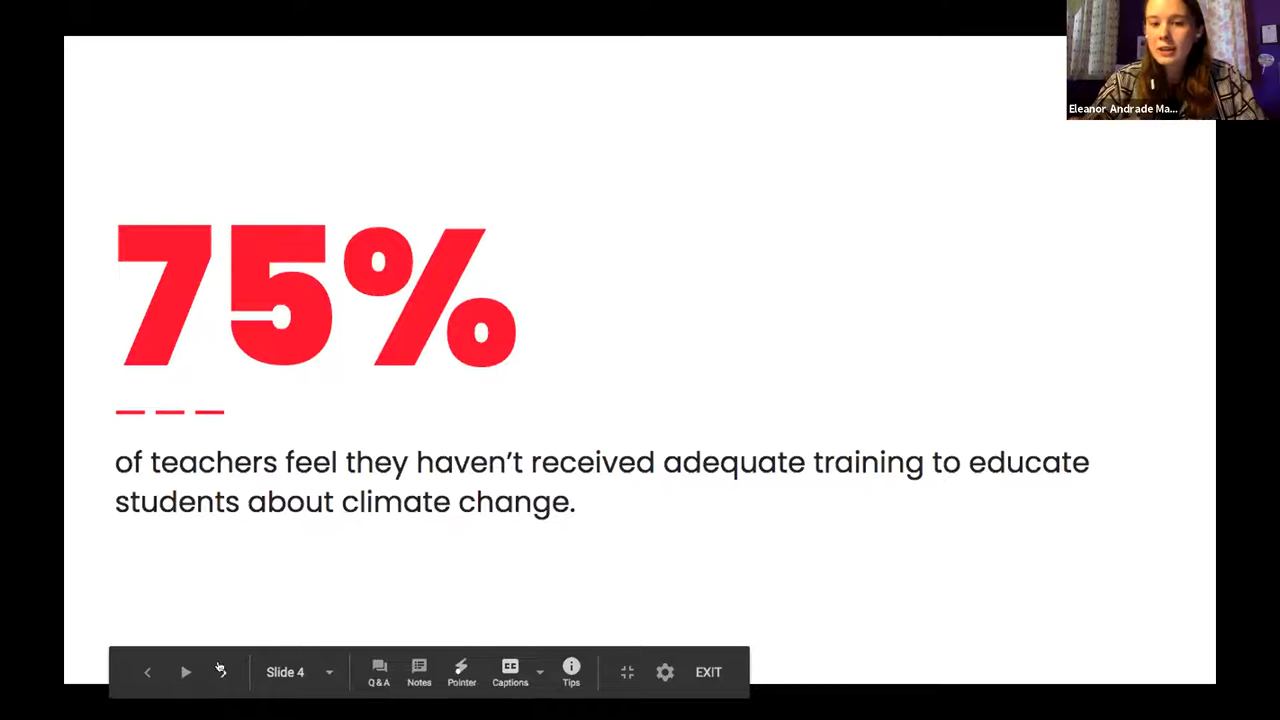 Eleanor Andrade Ma...
75%
of teachers feel they haven't received adequate training to educate
students about climate change.
Slide 4
Q&A
Notes
Pointer
Captions
Tips
EXIT